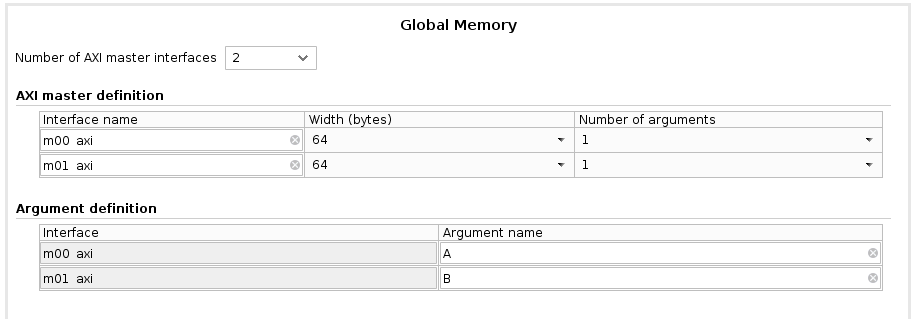 Global Memory
Number of AXI master interfaces 2
AXI master definition
Interface name Width (bytes) Number of arguments
m00_axi 64 1
m01_axi 64 1
Argument definition
Interface Argument name
m00_axi A
m01_axi B